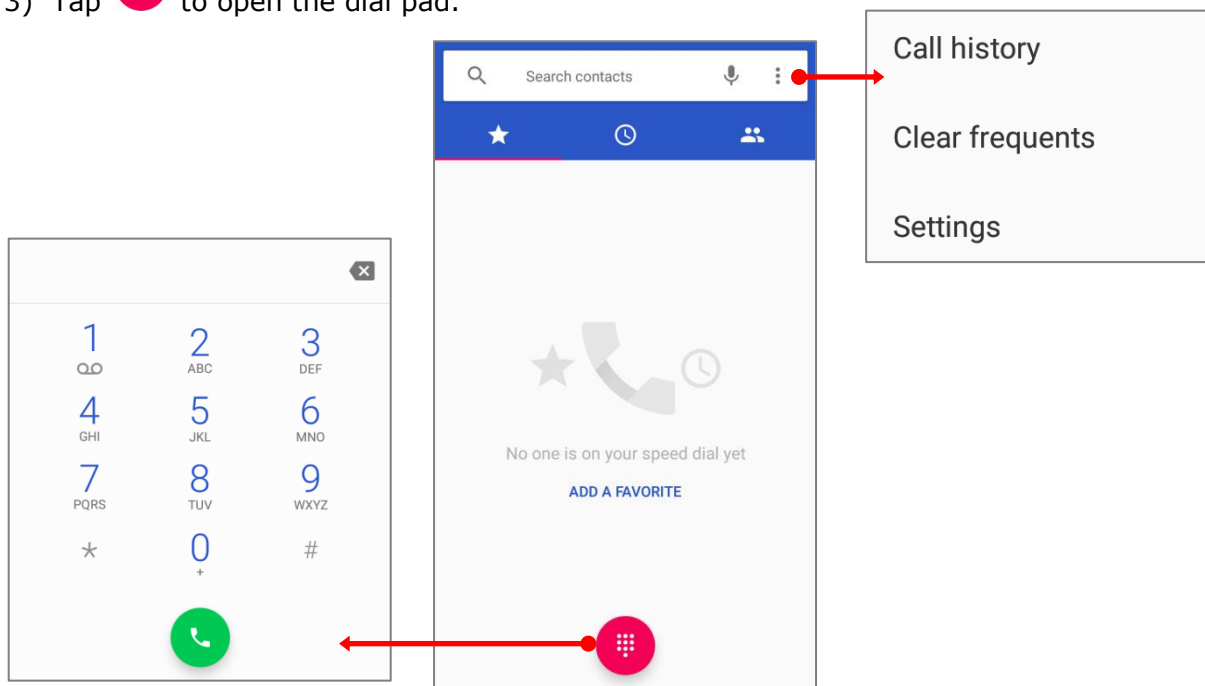 3) Tap to open the dial pad.
Search contacts
No one is on your speed dial yet
ADD A FAVORITE
Call history
Clear frequents
Settings
1 2 3
ABC DEF
4 5 6
GHI JKL MNO
7 8 9
PQRS TUV WXYZ
* 0 #
+